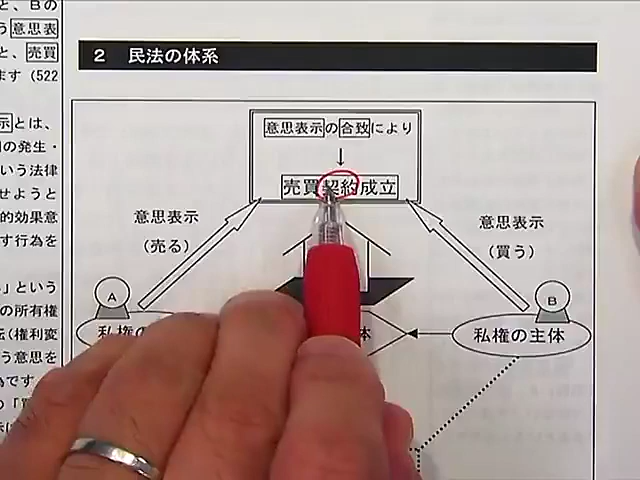 と、Bの
う意思表
と、売買
ます(522
示とは、
の発生・
いう法律
せようと
的効果意
す行為を
」という
の所有権
(権利変
う意思を
為です
2 民法の体系
意思表示の合致により
↓
売買契約成立
意思表示
(売る)
意思表示
(買う)
A
B
私権の
体
私権の主体